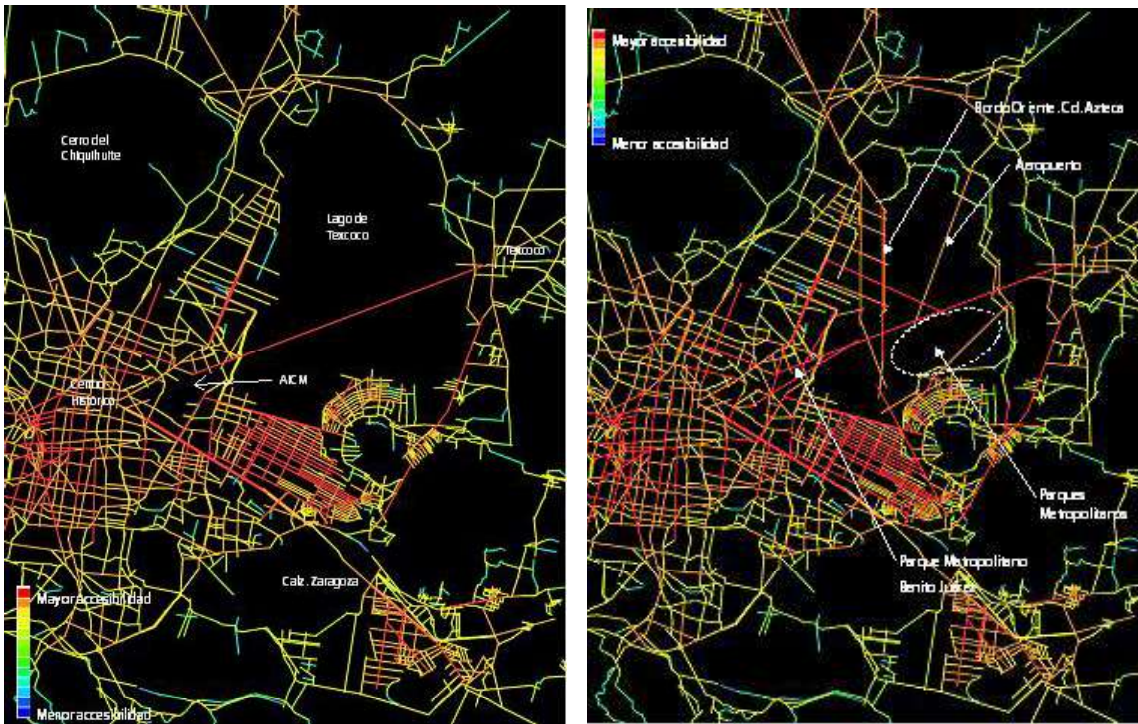 Cerro del
Chiquihuite
Lago de
Texcoco
Texcoco
AICM
Centro
Histórico
Calz. Zaragoza
Mayor accesibilidad
Menor accesibilidad
Mayor accesibilidad
Menor accesibilidad
Bordo Oriente. Cd. Azteca
Aeropuerto
Parques
Metropolitanos
Parque Metropolitano
Benito Juárez